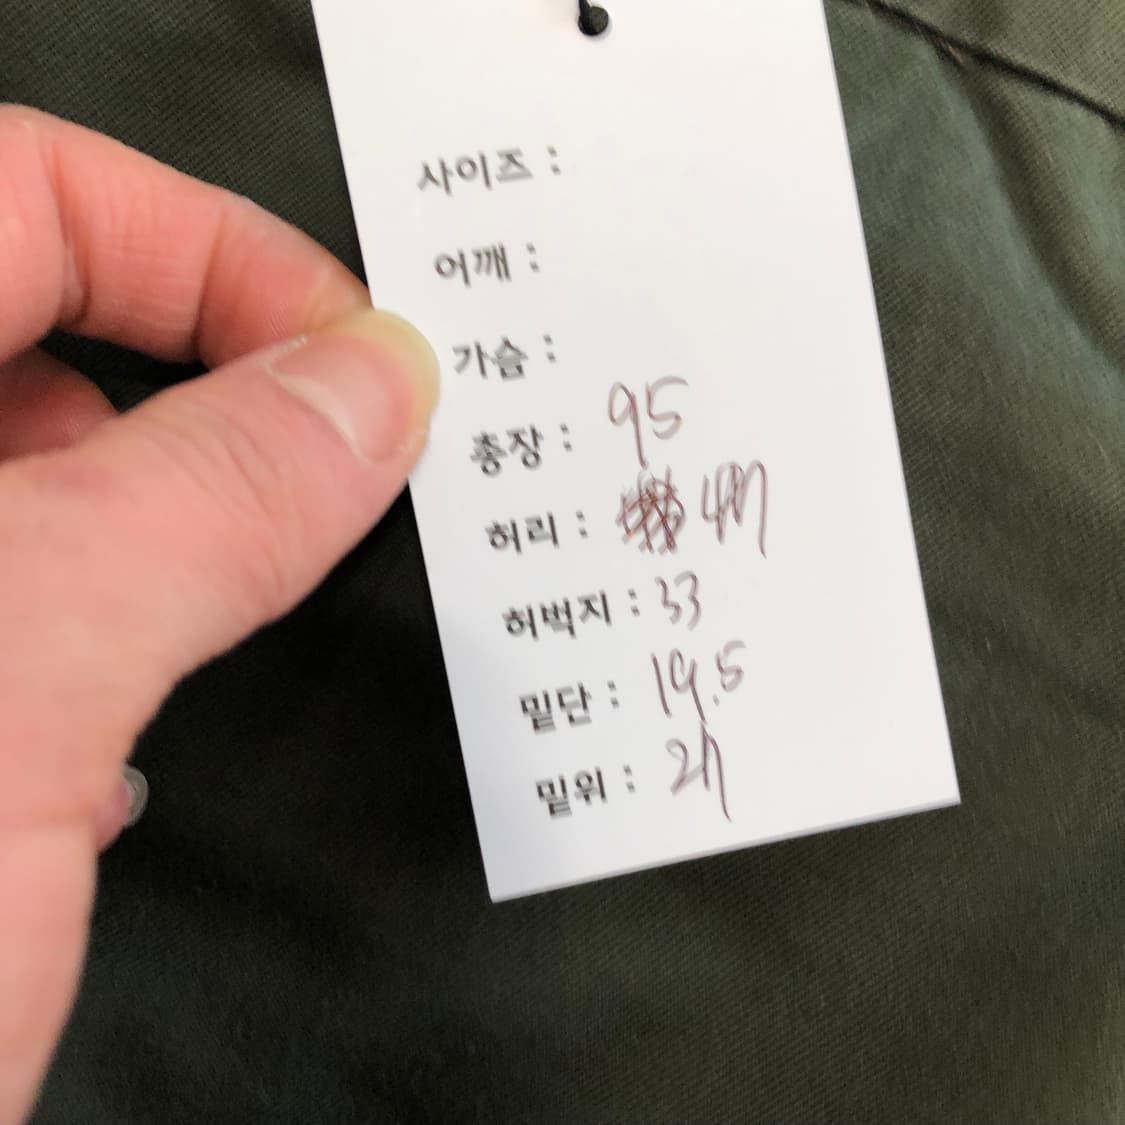 사이즈 :
어깨 :
가슴 :
총장 : 95
허리 :
허벅지 : 33
밑단 : 19.5
밑위 : 27